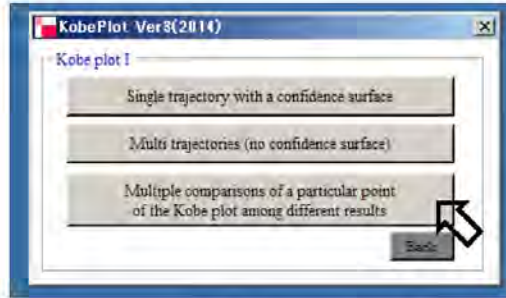 KobePlot Ver3(2014)
Kobe plot I
Single trajectory with a confidence surface
Multi trajectories (no confidence surface)
Multiple comparisons of a particular point
of the Kobe plot among different results
Back